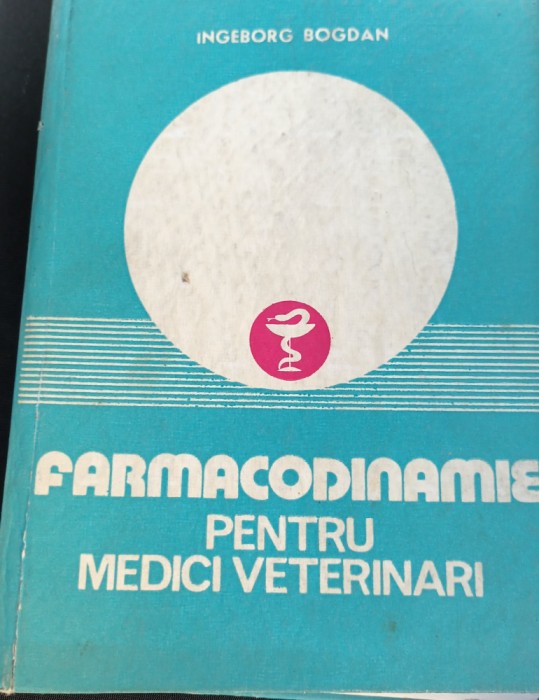 INGEBORG BOGDAN
FARMACODINAMIE
PENTRU
MEDICI VETERINARI